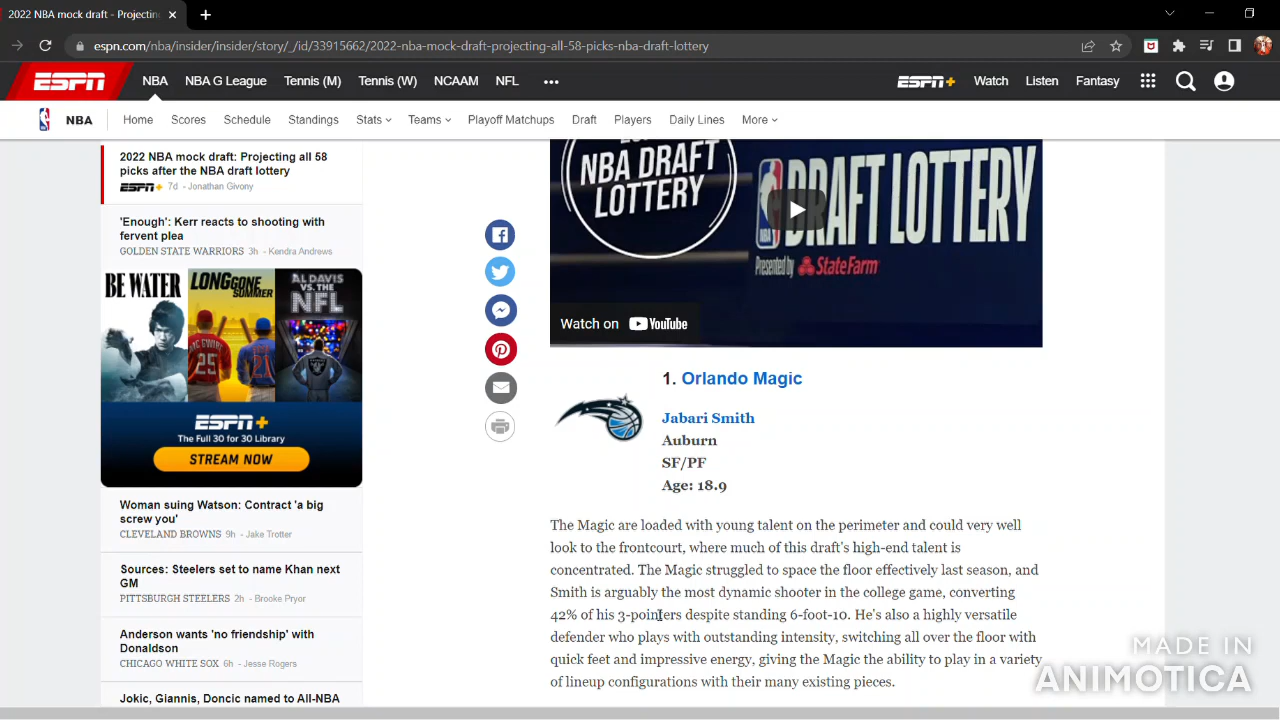 2022 NBA mock draft - Projectin
espn.com/nba/insider/insider/story/_/id/33915662/2022-nba-mock-draft-projecting-all-58-picks-nba-draft-lottery
ESPN NBA NBA G League Tennis (M) Tennis (W) NCAAM NFL ESPN+ Watch Listen Fantasy
NBA Home Scores Schedule Standings Stats Teams Playoff Matchups Draft Players Daily Lines More
2022 NBA mock draft: Projecting all 58
picks after the NBA draft lottery
ESPN+ 7d - Jonathan Givony
'Enough': Kerr reacts to shooting with
fervent plea
GOLDEN STATE WARRIORS 3h - Kendra Andrews
BE WATER
LONG GONE
SUMMER
AL DAVIS
VS. THE
NFL
25
21
ESPN+
The Full 30 for 30 Library
STREAM NOW
Woman suing Watson: Contract 'a big
screw you'
CLEVELAND BROWNS 9h - Jake Trotter
Sources: Steelers set to name Khan next
GM
PITTSBURGH STEELERS 2h - Brooke Pryor
Anderson wants 'no friendship' with
Donaldson
CHICAGO WHITE SOX 6h - Jesse Rogers
Jokic, Giannis, Doncic named to All-NBA
NBA DRAFT
LOTTERY
NBA
DRAFT LOTTERY
Presented by State Farm
Watch on YouTube
1. Orlando Magic
Jabari Smith
Auburn
SF/PF
Age: 18.9
The Magic are loaded with young talent on the perimeter and could very well
look to the frontcourt, where much of this draft's high-end talent is
concentrated. The Magic struggled to space the floor effectively last season, and
Smith is arguably the most dynamic shooter in the college game, converting
42% of his 3-pointers despite standing 6-foot-10. He's also a highly versatile
defender who plays with outstanding intensity, switching all over the floor with
quick feet and impressive energy, giving the Magic the ability to play in a variety
of lineup configurations with their many existing pieces.
MADE IN
ANIMOTICA